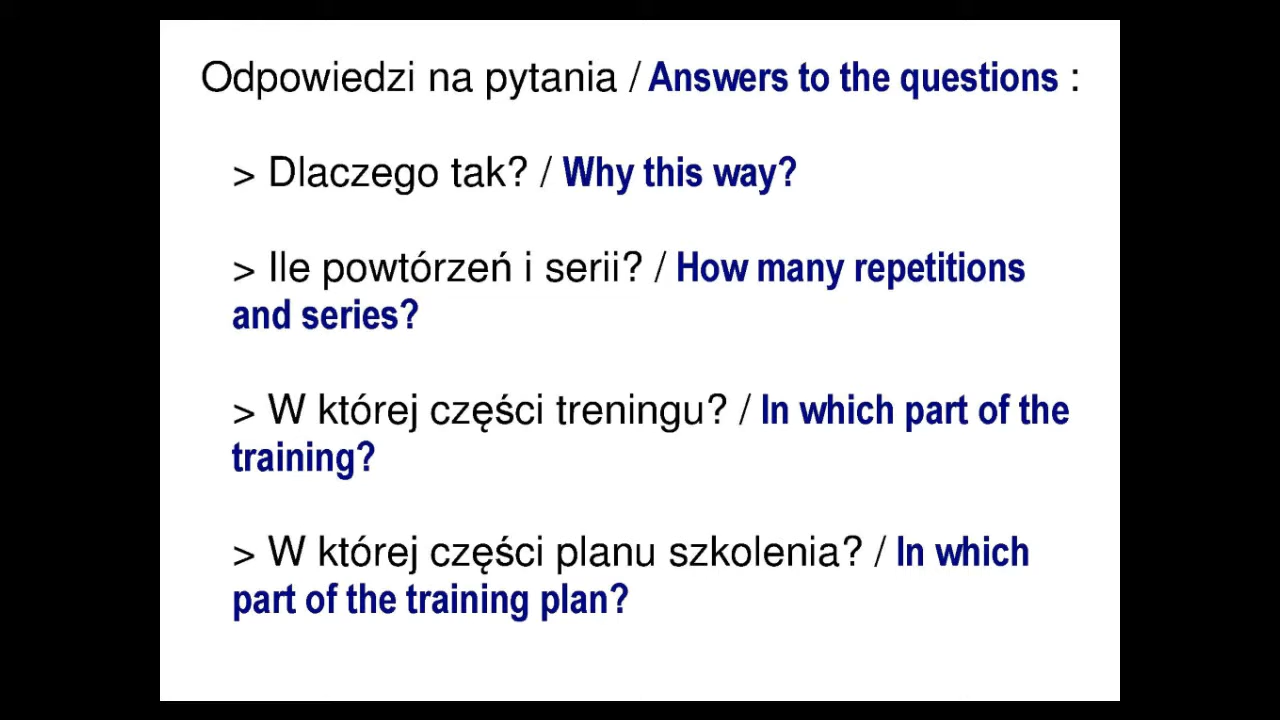 Odpowiedzi na pytania / Answers to the questions :
> Dlaczego tak? / Why this way?
> Ile powtórzeń i serii? / How many repetitions
and series?
> W której części treningu? / In which part of the
training?
> W której części planu szkolenia? / In which
part of the training plan?